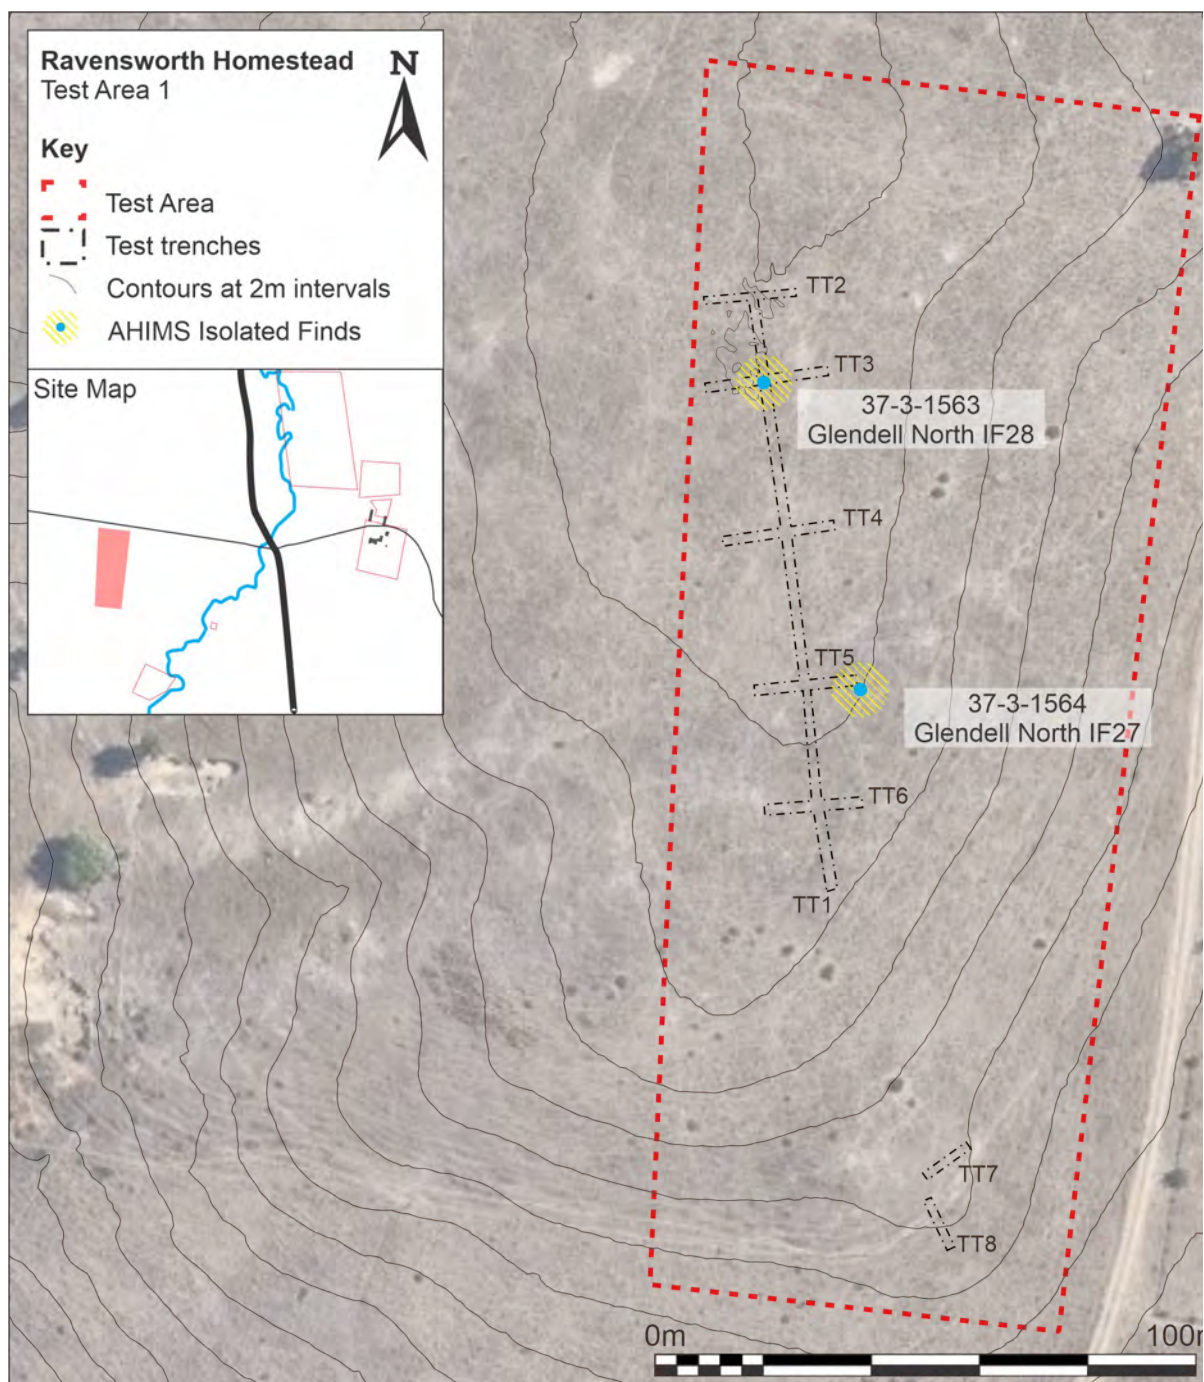 Ravensworth Homestead
Test Area 1
N
Key
Test Area
Test trenches
Contours at 2m intervals
AHIMS Isolated Finds
Site Map
TT2
TT3
37-3-1563
Glendell North IF28
TT4
TT5
37-3-1564
Glendell North IF27
TT6
TT1
TT7
TT8
0m
100m